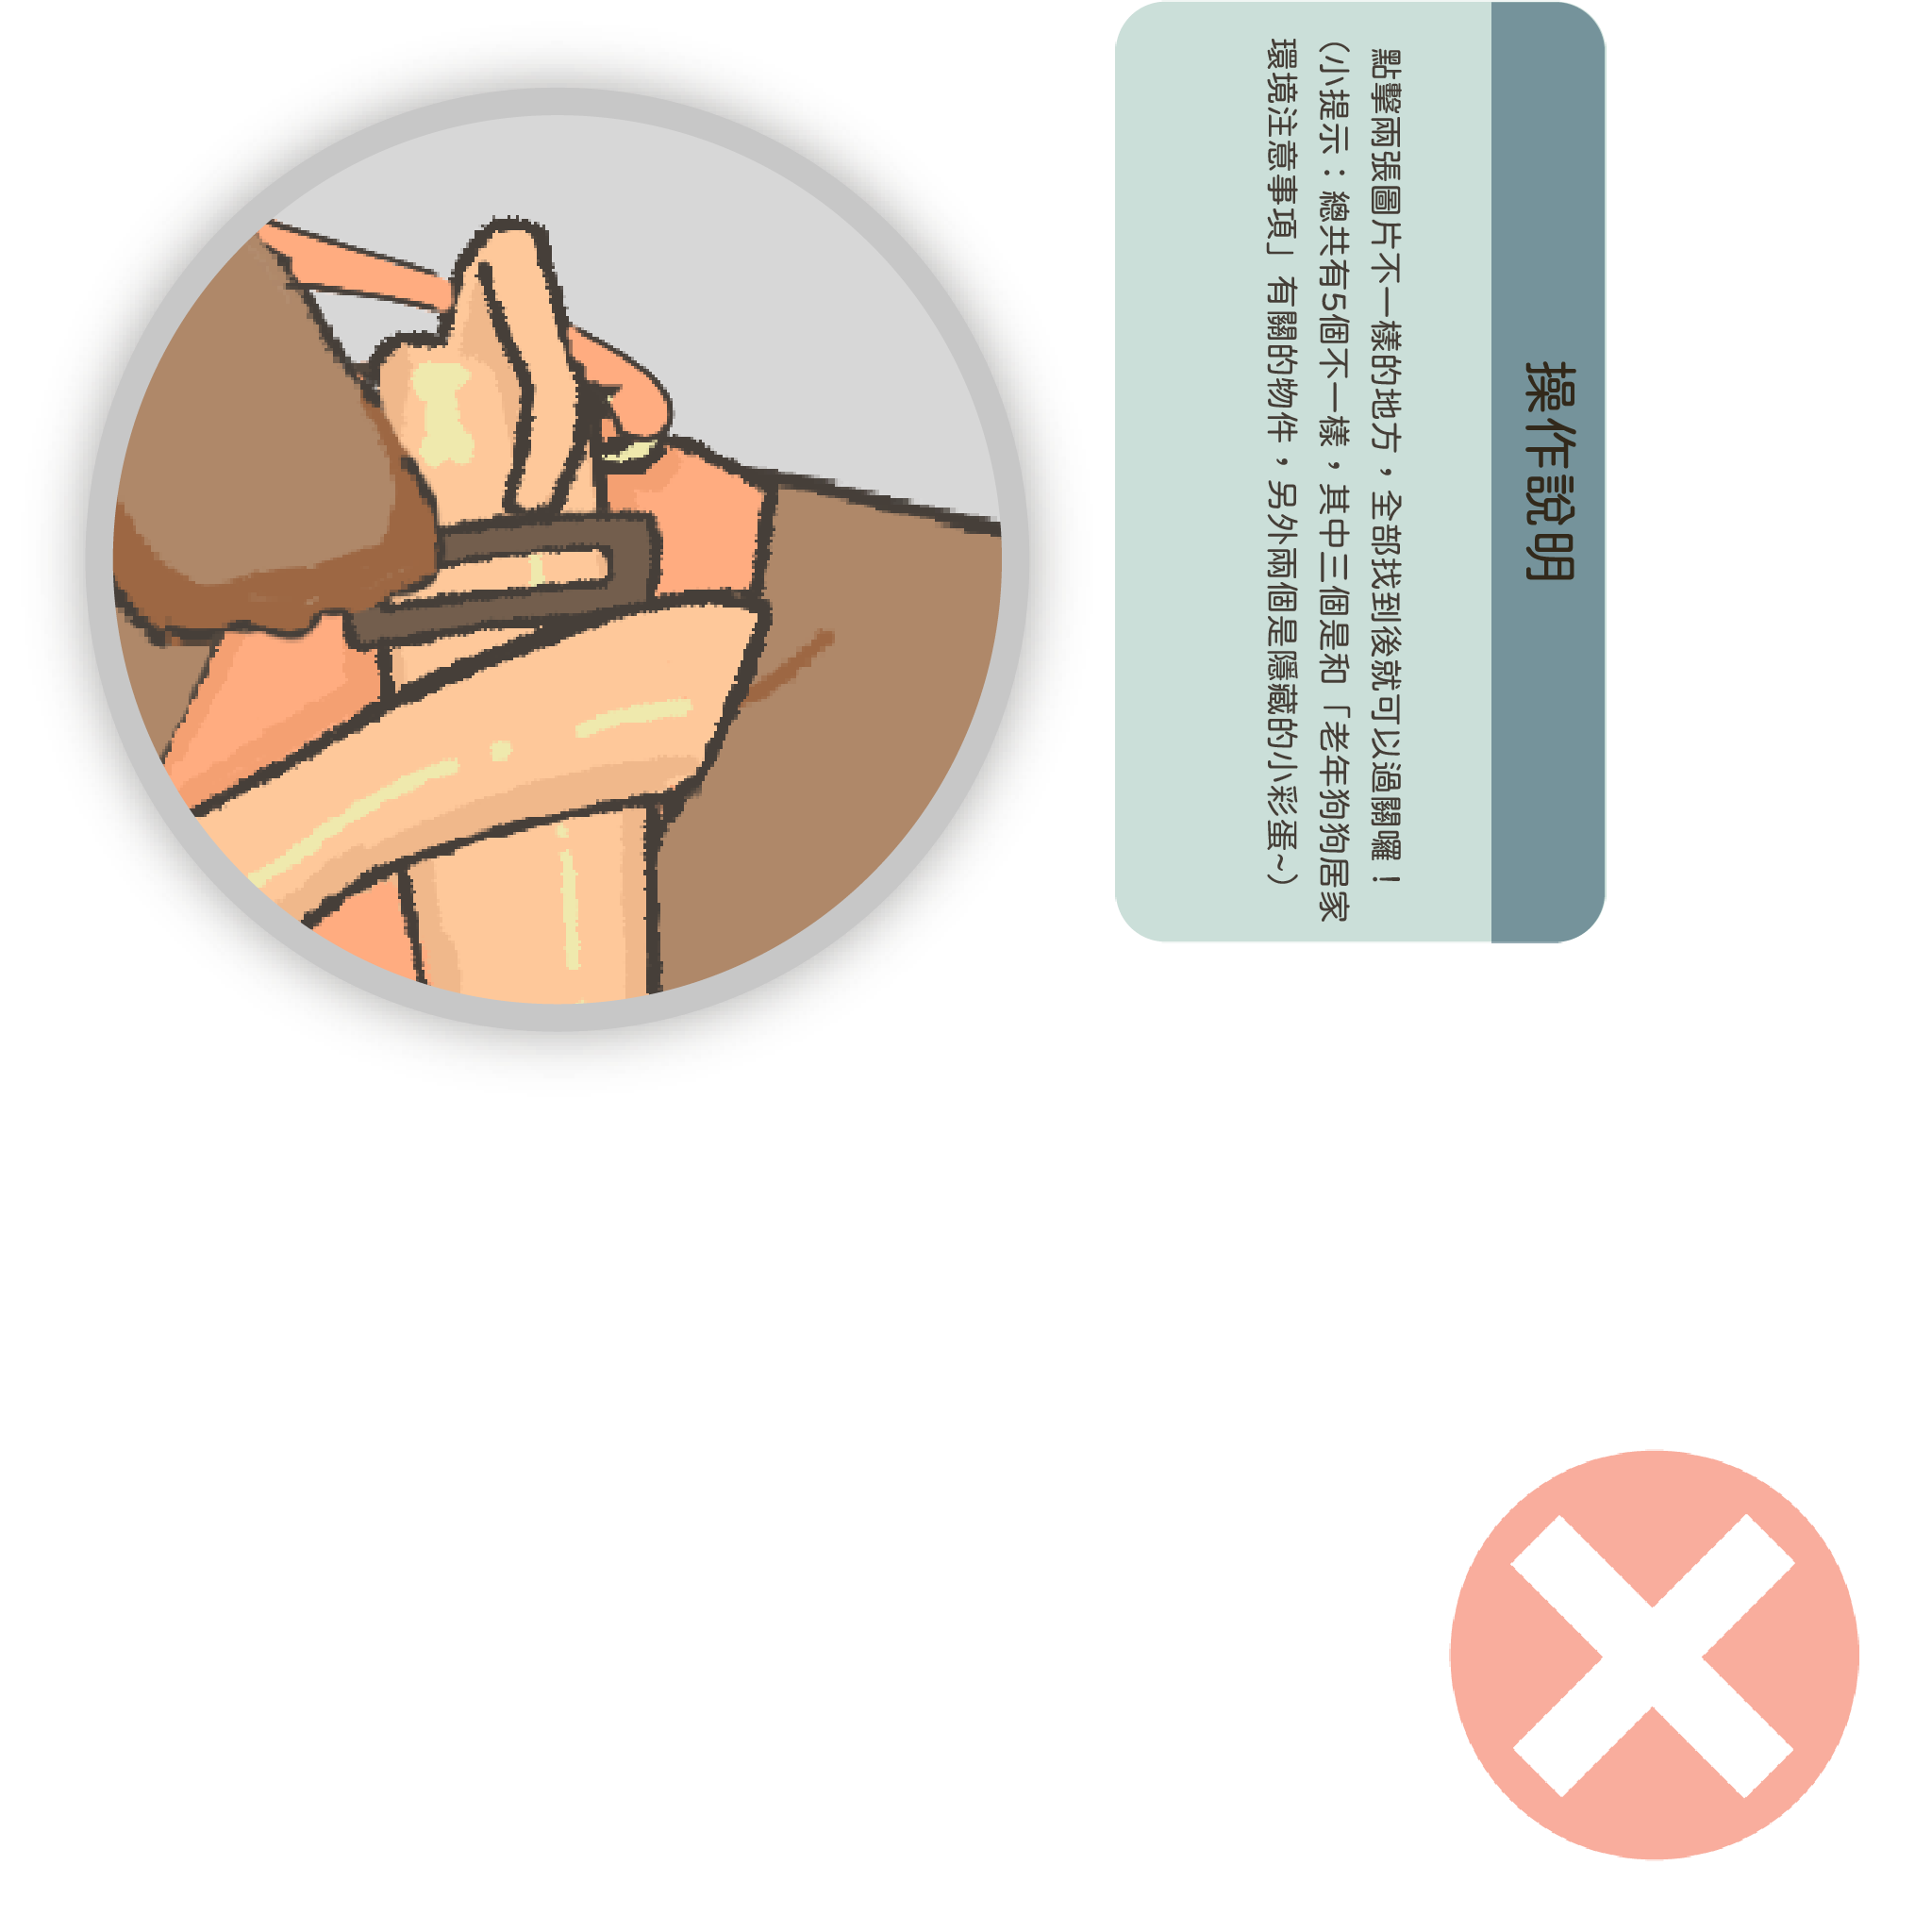 操作說明
點擊兩張圖片不一樣的地方，全部找到後就可以過關囉！
（小提示：總共有5個不一樣，其中三個是和「老年狗狗居家
環境注意事項」有關的物件，另外兩個是隱藏的小彩蛋~）